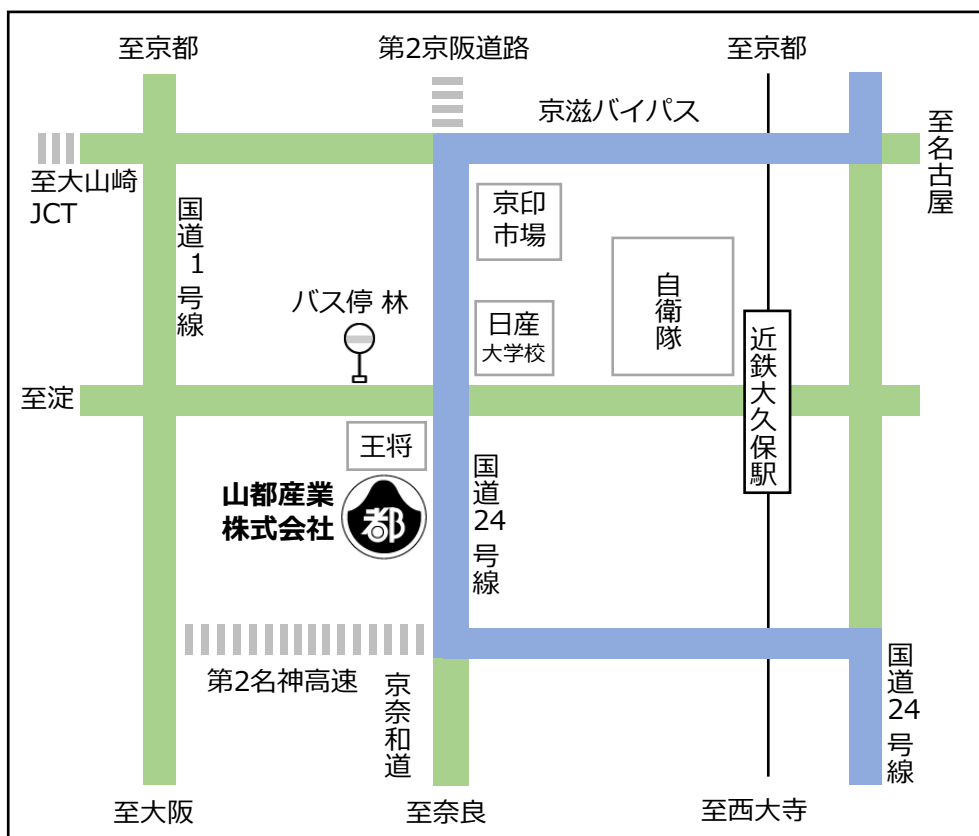 至京都
第2京阪道路
至京都
京滋バイパス
至名古屋
至大山崎
JCT
国道1号線
京印
市場
自衛隊
バス停 林
日産
大学校
近鉄大久保駅
至淀
王将
山都産業
株式会社
都
国道24号線
第2名神高速
京奈和道
国道24号線
至大阪
至奈良
至西大寺